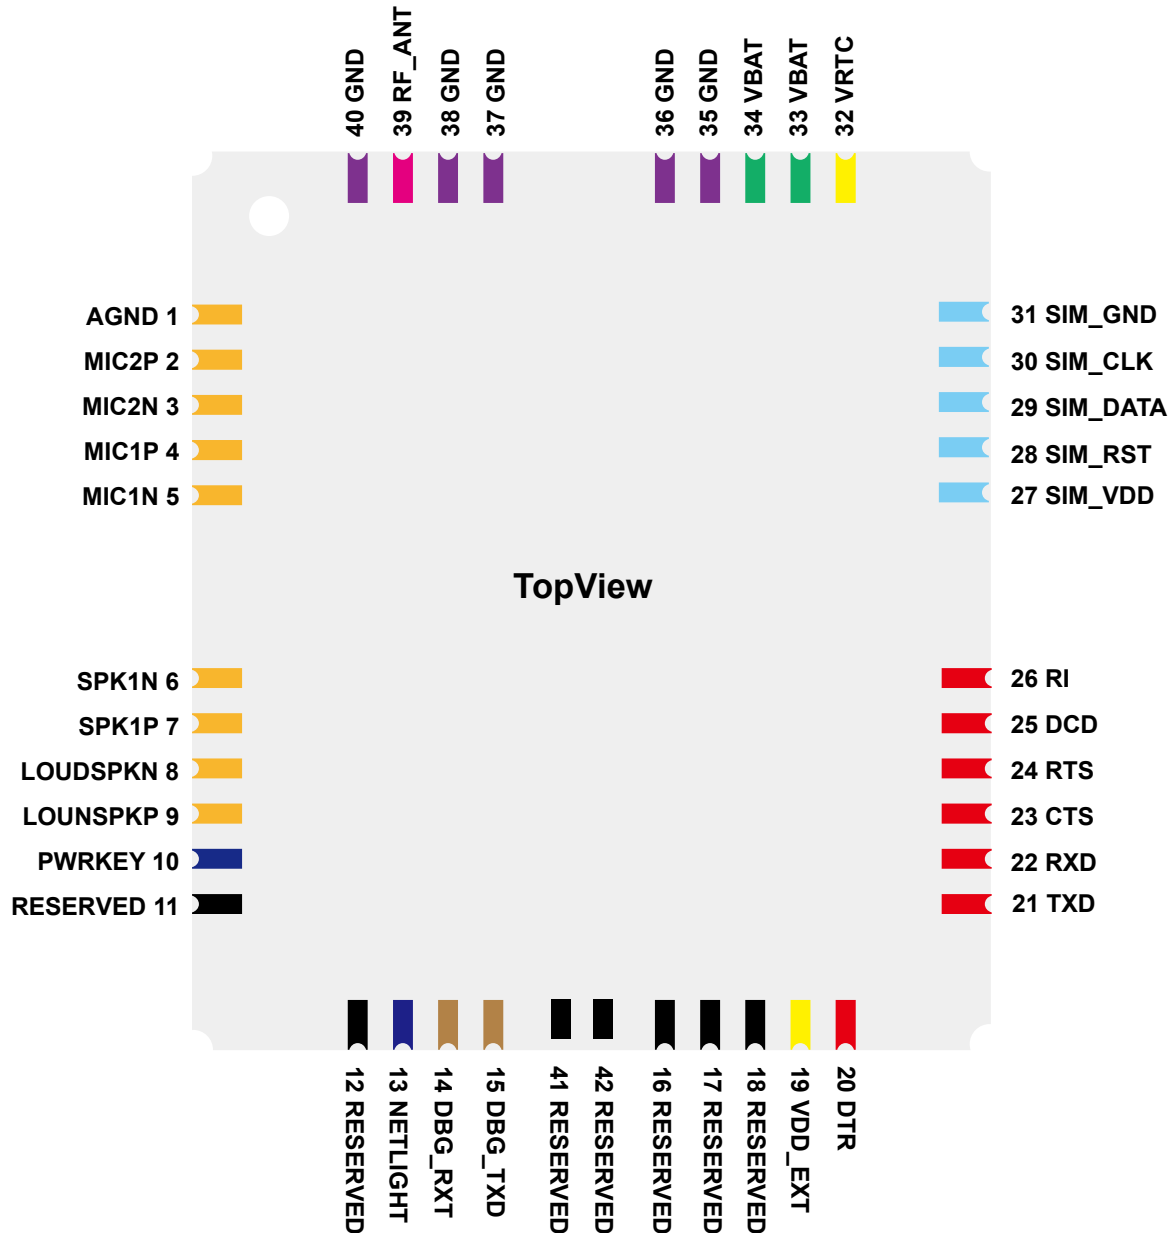 40 GND
39 RF_ANT
38 GND
37 GND
36 GND
35 GND
34 VBAT
33 VBAT
32 VRTC
AGND 1
MIC2P 2
MIC2N 3
MIC1P 4
MIC1N 5
31 SIM_GND
30 SIM_CLK
29 SIM_DATA
28 SIM_RST
27 SIM_VDD
TopView
SPK1N 6
SPK1P 7
LOUDSPKN 8
LOUNSPKP 9
PWRKEY 10
RESERVED 11
26 RI
25 DCD
24 RTS
23 CTS
22 RXD
21 TXD
12 RESERVED
13 NETLIGHT
14 DBG_RXT
15 DBG_TXD
41 RESERVED
42 RESERVED
16 RESERVED
17 RESERVED
18 RESERVED
19 VDD_EXT
20 DTR